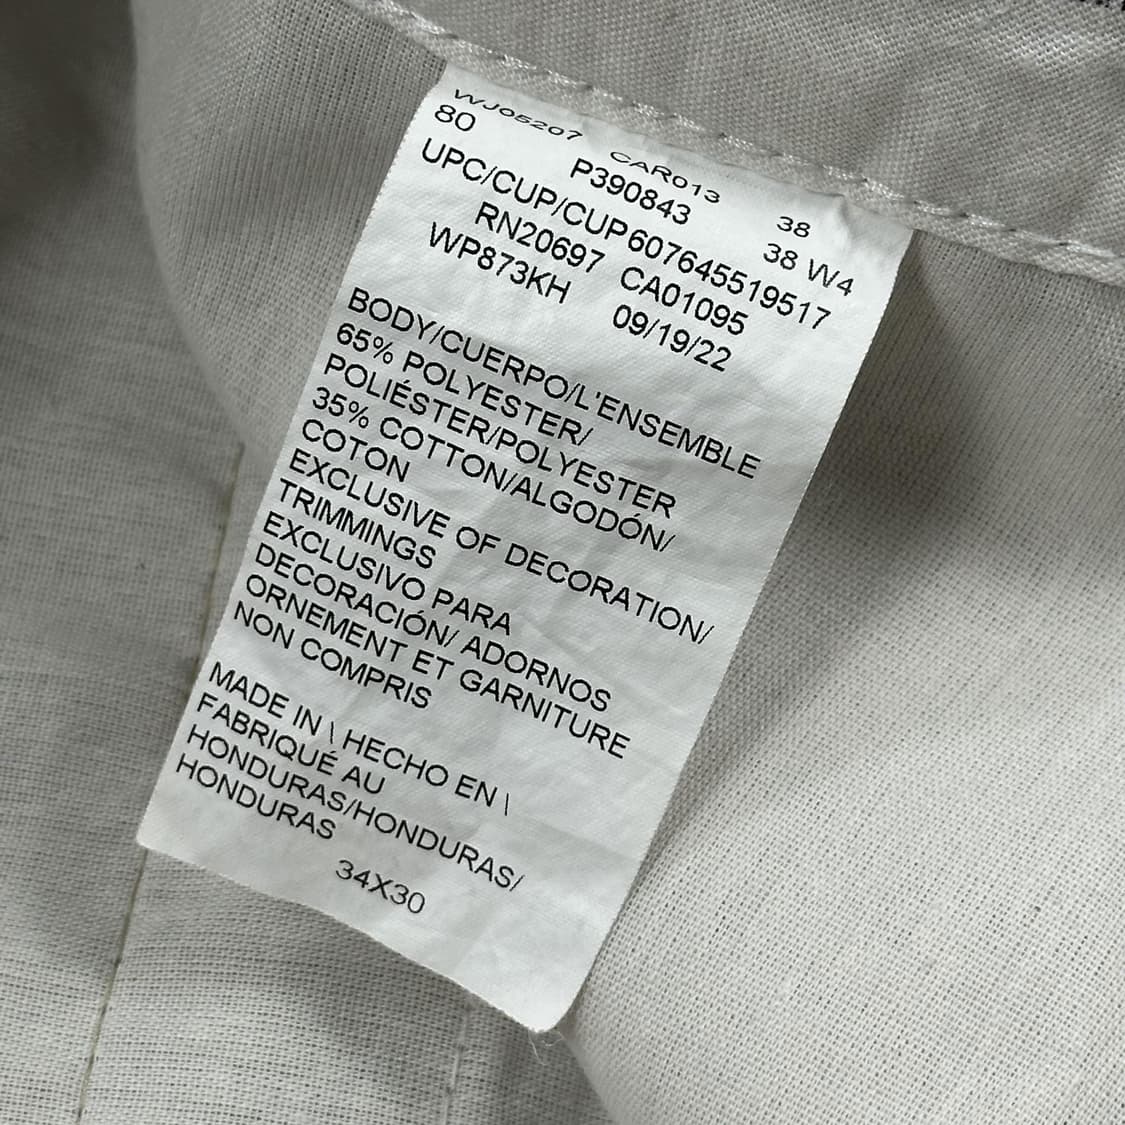 WJ05207 CAR013 38
80 P390843 38 W4
UPC/CUP/CUP 607645519517
RN20697 CA01095
WP873KH 09/19/22
BODY/CUERPO/L'ENSEMBLE
65% POLYESTER/
POLIÉSTER/POLYESTER
35% COTTON/ALGODÓN/
COTON
EXCLUSIVE OF DECORATION/
TRIMMINGS
EXCLUSIVO PARA
DECORACIÓN/ ADORNOS
ORNEMENT ET GARNITURE
NON COMPRIS
MADE IN \ HECHO EN \
FABRIQUÉ AU
HONDURAS/HONDURAS/
HONDURAS
34X30